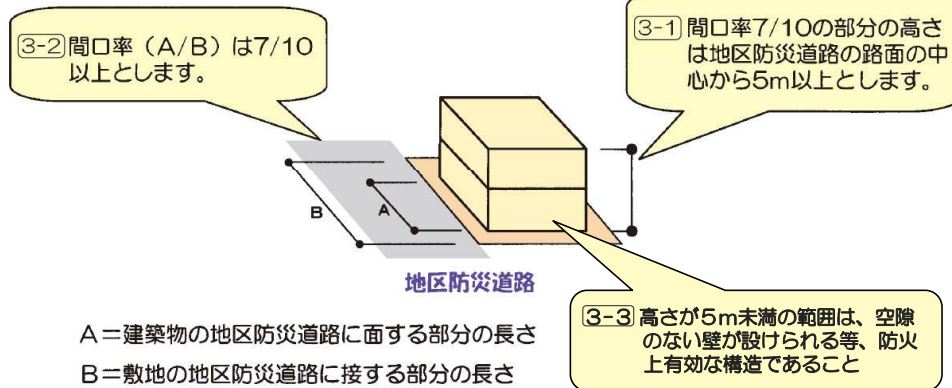 3-2 間口率（A/B）は7/10
以上とします。
3-1 間口率7/10の部分の高さ
は地区防災道路の路面の中
心から5m以上とします。
B
A
地区防災道路
3-3 高さが5m未満の範囲は、空隙
のない壁が設けられる等、防火
上有効な構造であること
A＝建築物の地区防災道路に面する部分の長さ
B＝敷地の地区防災道路に接する部分の長さ